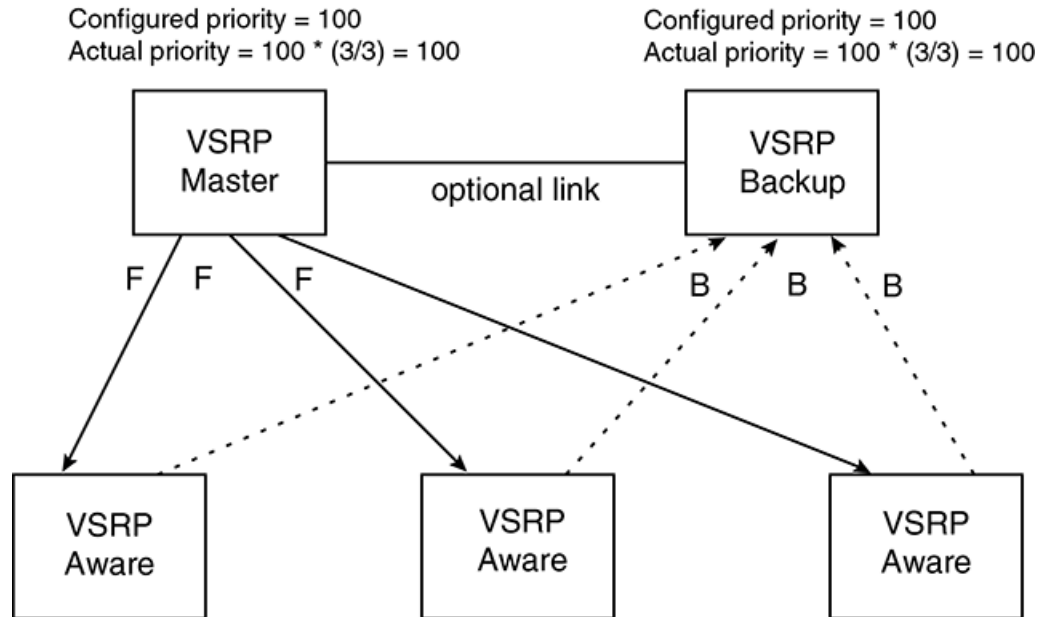 Configured priority = 100
Actual priority = 100 * (3/3) = 100
Configured priority = 100
Actual priority = 100 * (3/3) = 100
VSRP
Master
optional link
VSRP
Backup
F
F
F
B
B
B
VSRP
Aware
VSRP
Aware
VSRP
Aware